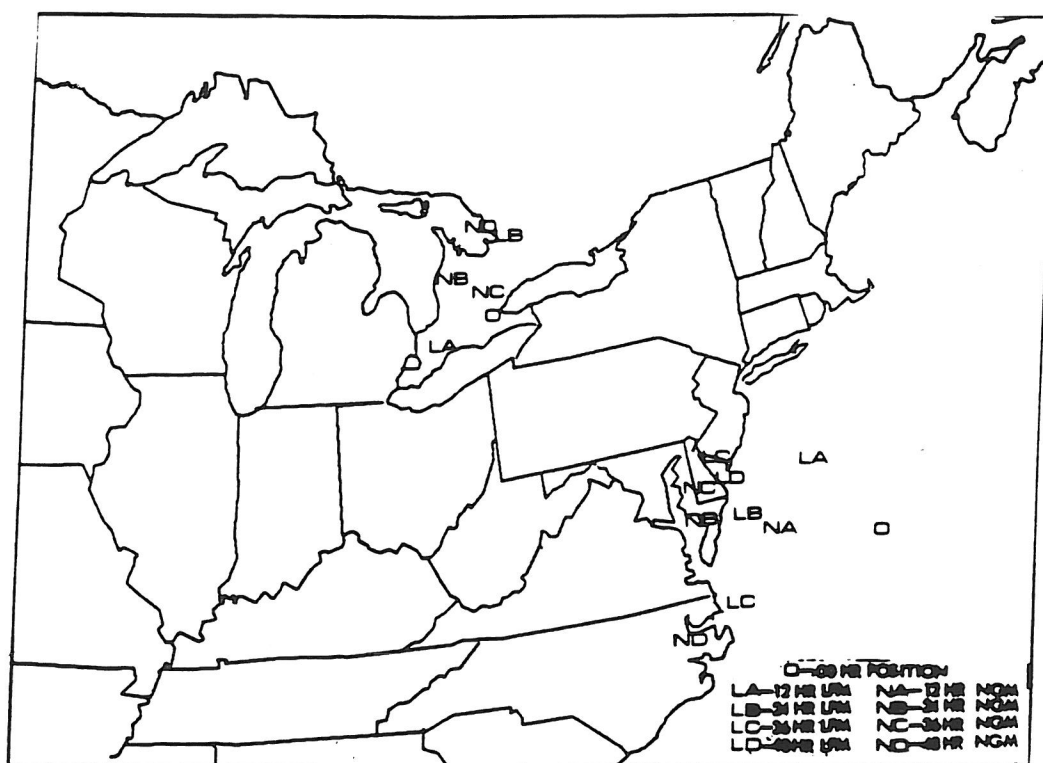 ND
LB
NB
NC
LA
LC
LA
LD
NC
NB
LB
NA
LC
ND
O-00 HR POSITION
LA-12 HR LFM NA-12 HR NGM
LB-24 HR LFM NB-24 HR NGM
LC-36 HR LFM NC-36 HR NGM
LD-48 HR LFM ND-48 HR NGM